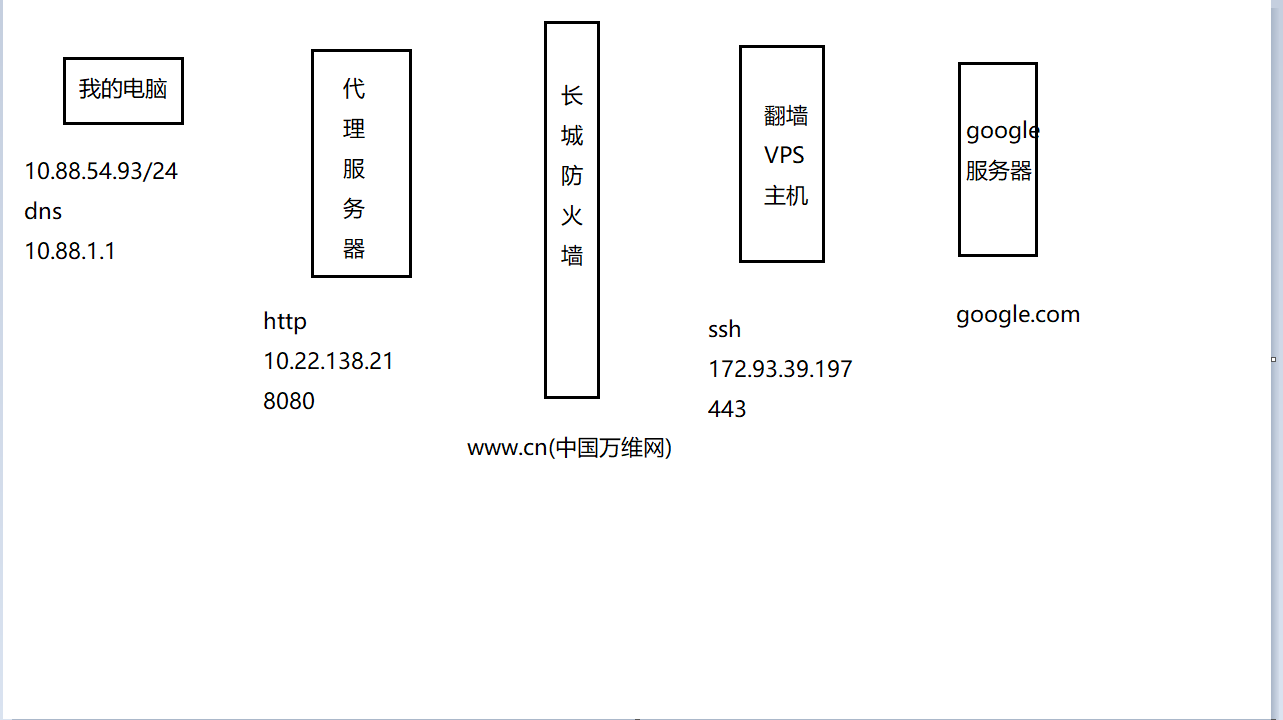 我的电脑
10.88.54.93/24
dns
10.88.1.1
代
理
服
务
器
http
10.22.138.21
8080
长
城
防
火
墙
www.cn(中国万维网)
翻墙
VPS
主机
ssh
172.93.39.197
443
google
服务器
google.com